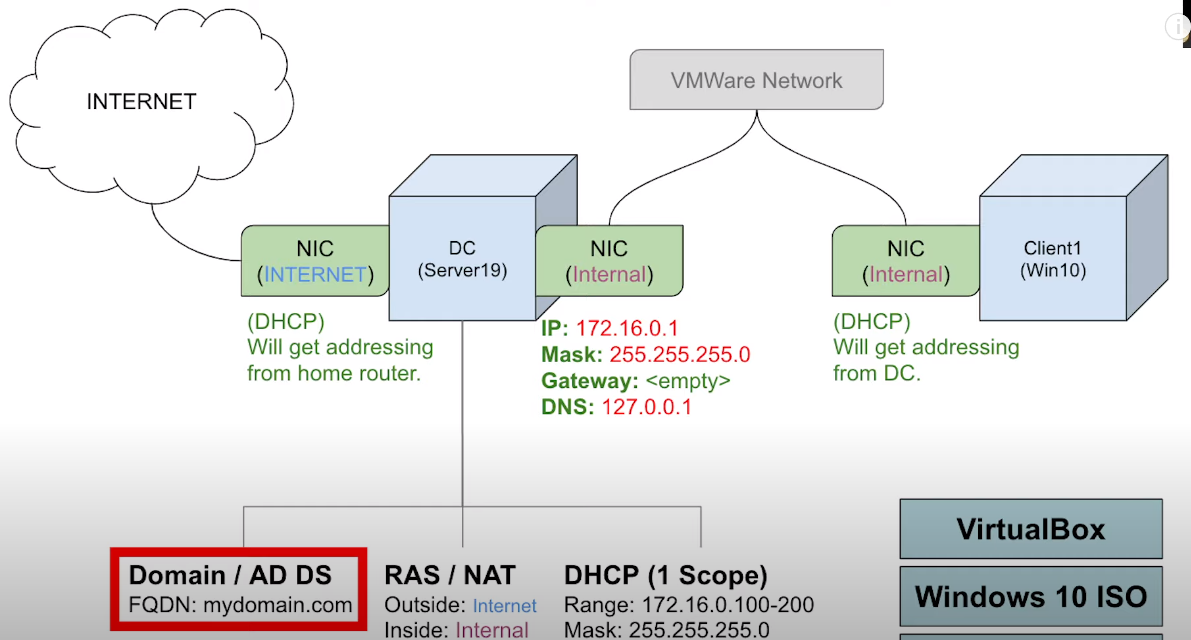 INTERNET
VMWare Network
NIC
(INTERNET)
DC
(Server19)
NIC
(Internal)
NIC
(Internal)
Client1
(Win10)
(DHCP)
Will get addressing
from home router.
IP: 172.16.0.1
Mask: 255.255.255.0
Gateway: <empty>
DNS: 127.0.0.1
(DHCP)
Will get addressing
from DC.
Domain / AD DS
FQDN: mydomain.com
RAS / NAT
Outside: Internet
Inside: Internal
DHCP (1 Scope)
Range: 172.16.0.100-200
Mask: 255.255.255.0
VirtualBox
Windows 10 ISO